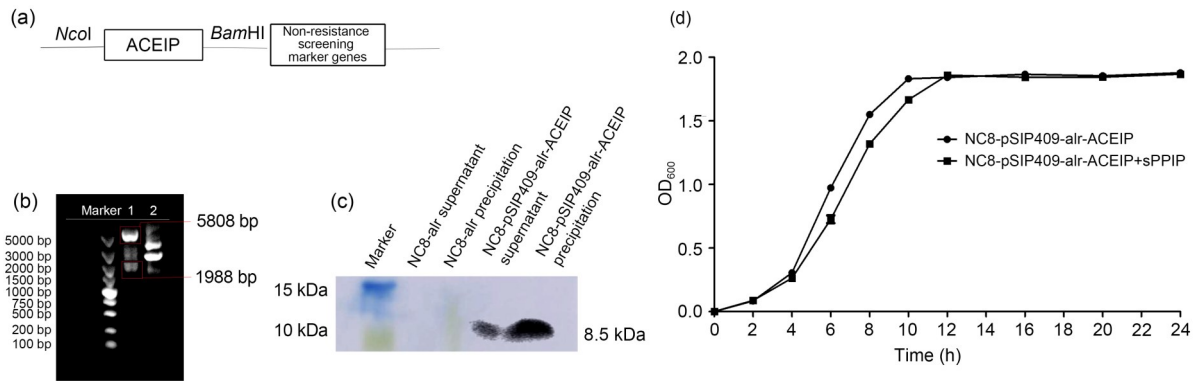 (a)
NcoI
ACEIP
BamHI
Non-resistance
screening
marker genes
(b)
Marker 1 2
5808 bp
5000 bp
3000 bp
2000 bp
1500 bp
1000 bp
750 bp
500 bp
200 bp
100 bp
1988 bp
(c)
Marker
NC8-alr supernatant
NC8-alr precipitation
NC8-pSIP409-alr-ACEIP
supernatant
NC8-pSIP409-alr-ACEIP
precipitation
15 kDa
10 kDa
8.5 kDa
(d)
2.0
1.5
1.0
0.5
0.0
OD600
NC8-pSIP409-alr-ACEIP
NC8-pSIP409-alr-ACEIP+sPPIP
0 2 4 6 8 10 12 14 16 18 20 22 24
Time (h)